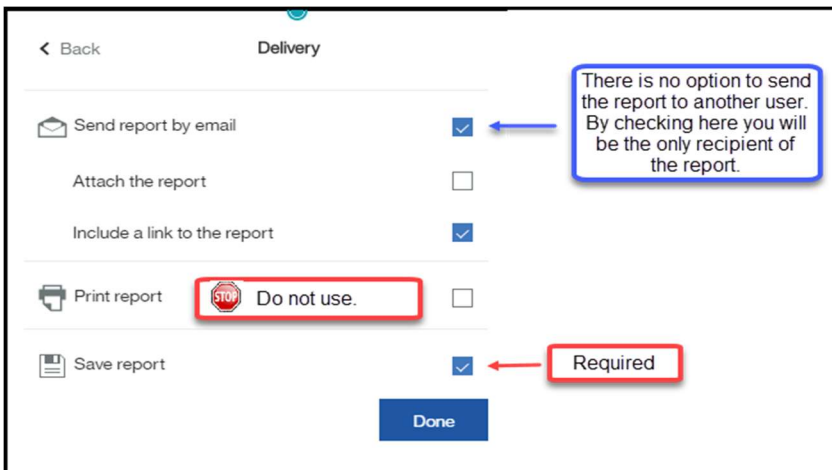 Back
Delivery
There is no option to send
the report to another user.
By checking here you will
be the only recipient of
the report.
Send report by email
Attach the report
Include a link to the report
Print report
STOP
Do not use.
Save report
Required
Done